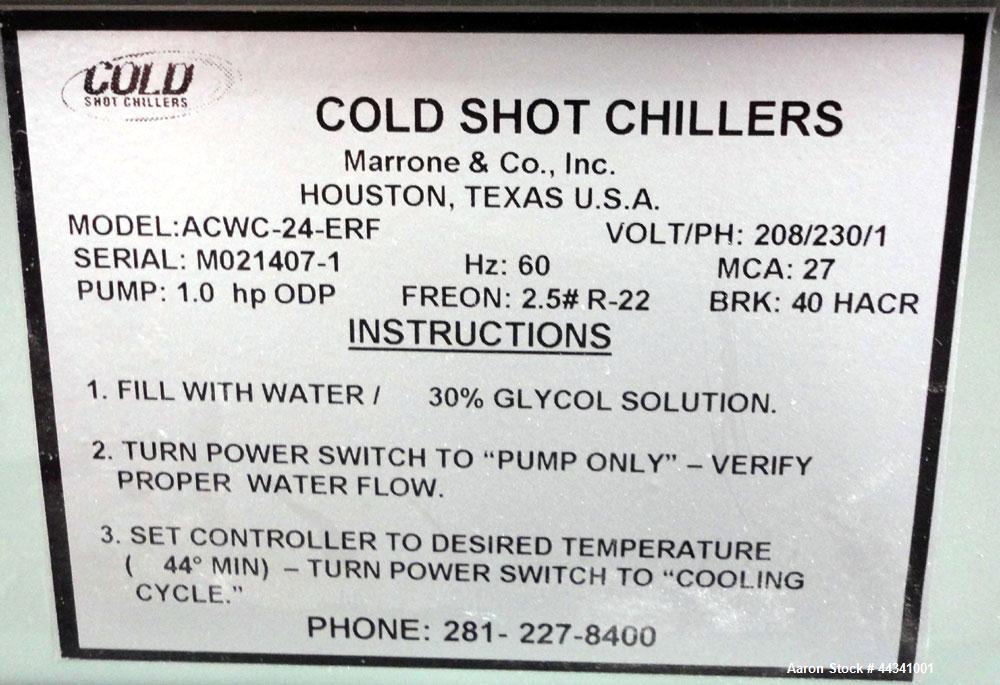 COLD
SHOT CHILLERS
COLD SHOT CHILLERS
Marrone & Co., Inc.
HOUSTON, TEXAS U.S.A.
MODEL:ACWC-24-ERF VOLT/PH: 208/230/1
SERIAL: M021407-1 Hz: 60 MCA: 27
PUMP: 1.0 hp ODP FREON: 2.5# R-22 BRK: 40 HACR
INSTRUCTIONS
1. FILL WITH WATER / 30% GLYCOL SOLUTION.
2. TURN POWER SWITCH TO “PUMP ONLY” – VERIFY
PROPER WATER FLOW.
3. SET CONTROLLER TO DESIRED TEMPERATURE
( 44° MIN) – TURN POWER SWITCH TO “COOLING
CYCLE.”
PHONE: 281- 227-8400
Aaron Stock # 44341001